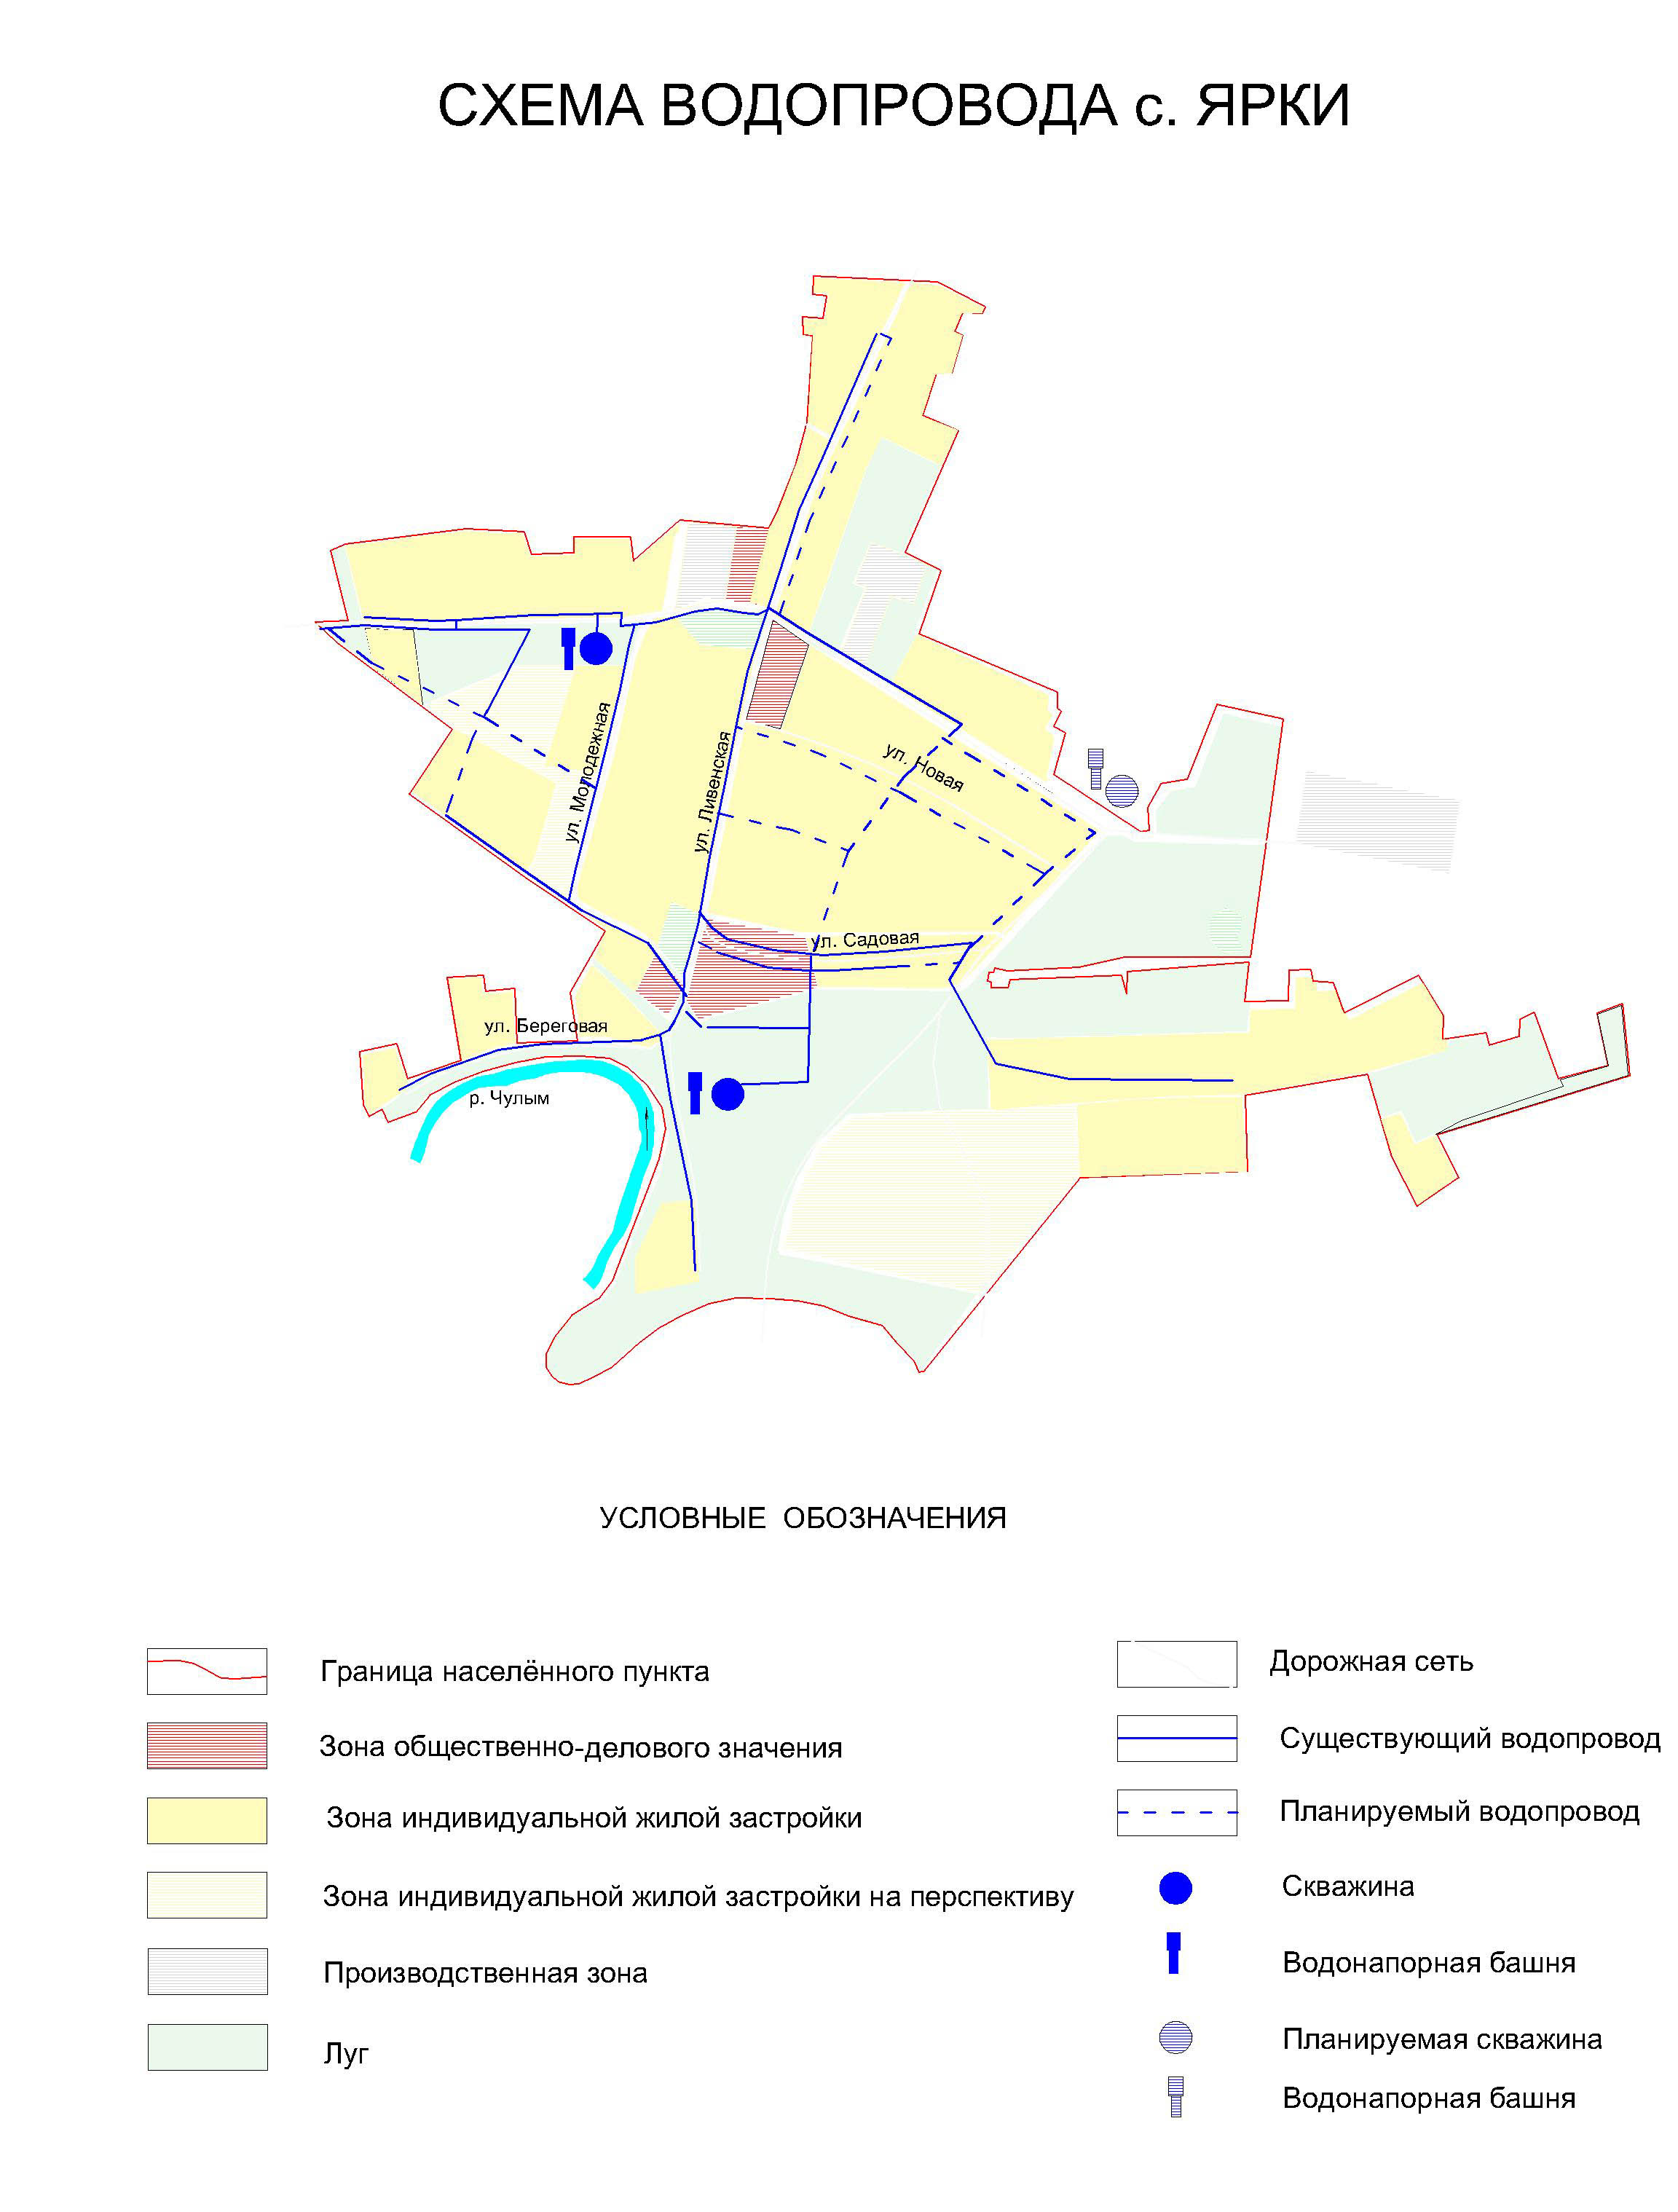 СХЕМА ВОДОПРОВОДА с. ЯРКИ
ул. Молодежная
ул. Ливенская
ул. Новая
ул. Садовая
ул. Береговая
р. Чулым
УСЛОВНЫЕ ОБОЗНАЧЕНИЯ
Граница населённого пункта
Зона общественно-делового значения
Зона индивидуальной жилой застройки
Зона индивидуальной жилой застройки на перспективу
Производственная зона
Луг
Дорожная сеть
Существующий водопровод
Планируемый водопровод
Скважина
Водонапорная башня
Планируемая скважина
Водонапорная башня